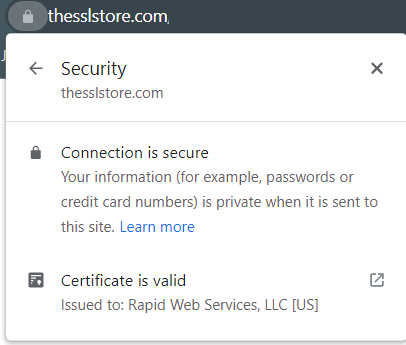 thesslstore.com
Security
thesslstore.com
Connection is secure
Your information (for example, passwords or
credit card numbers) is private when it is sent to
this site. Learn more
Certificate is valid
Issued to: Rapid Web Services, LLC [US]